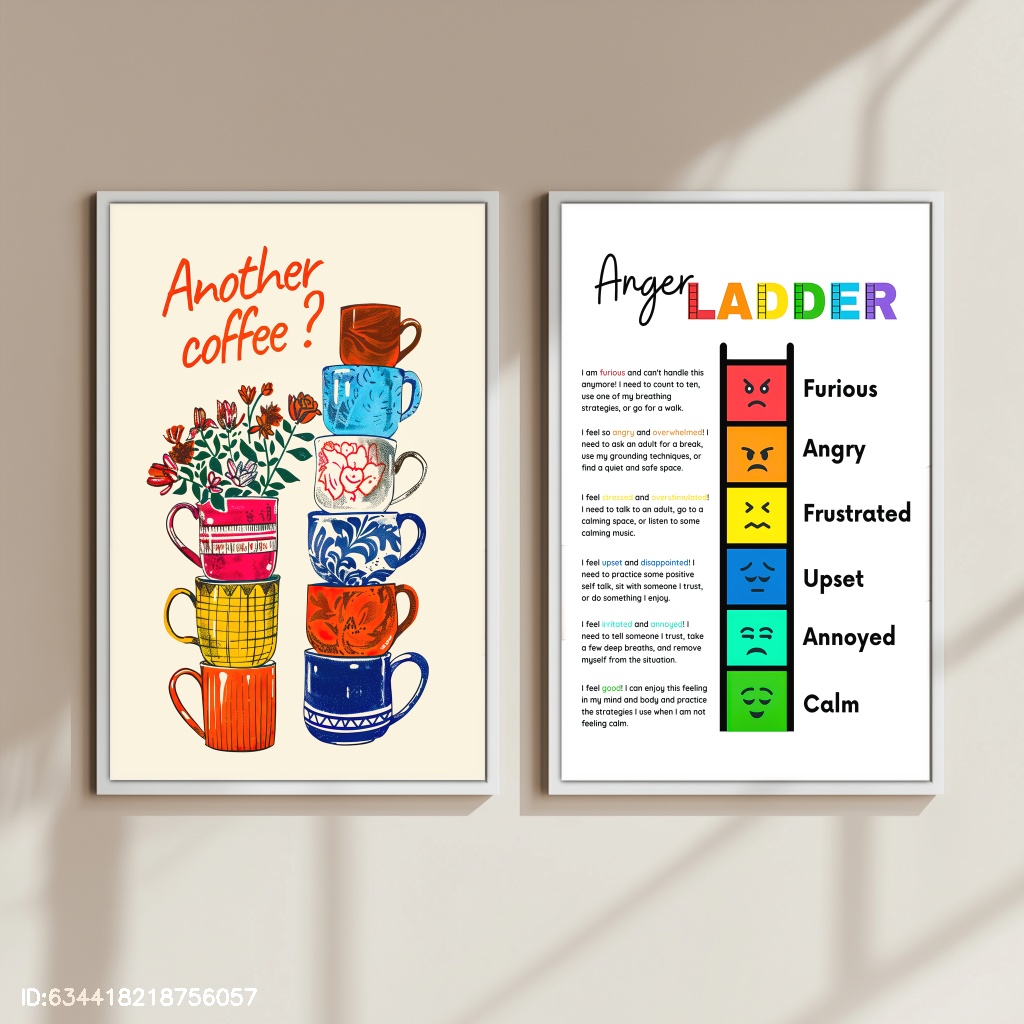 Another
coffee ?
Anger LADDER
I am furious and can't handle this
anymore! I need to count to ten,
use one of my breathing
strategies, or go for a walk.
Furious
I feel so angry and overwhelmed! I
need to ask an adult for a break,
use my grounding techniques, or
find a quiet and safe space.
Angry
I feel stressed and overstimulated!
I need to talk to an adult, go to a
calming space, or listen to some
calming music.
Frustrated
I feel upset and disappointed! I
need to practice some positive
self talk, sit with someone I trust,
or do something I enjoy.
Upset
I feel irritated and annoyed! I
need to tell someone I trust, take
a few deep breaths, and remove
myself from the situation.
Annoyed
I feel good! I can enjoy this feeling
in my mind and body and practice
the strategies I use when I am not
feeling calm.
Calm
ID:634418218756057